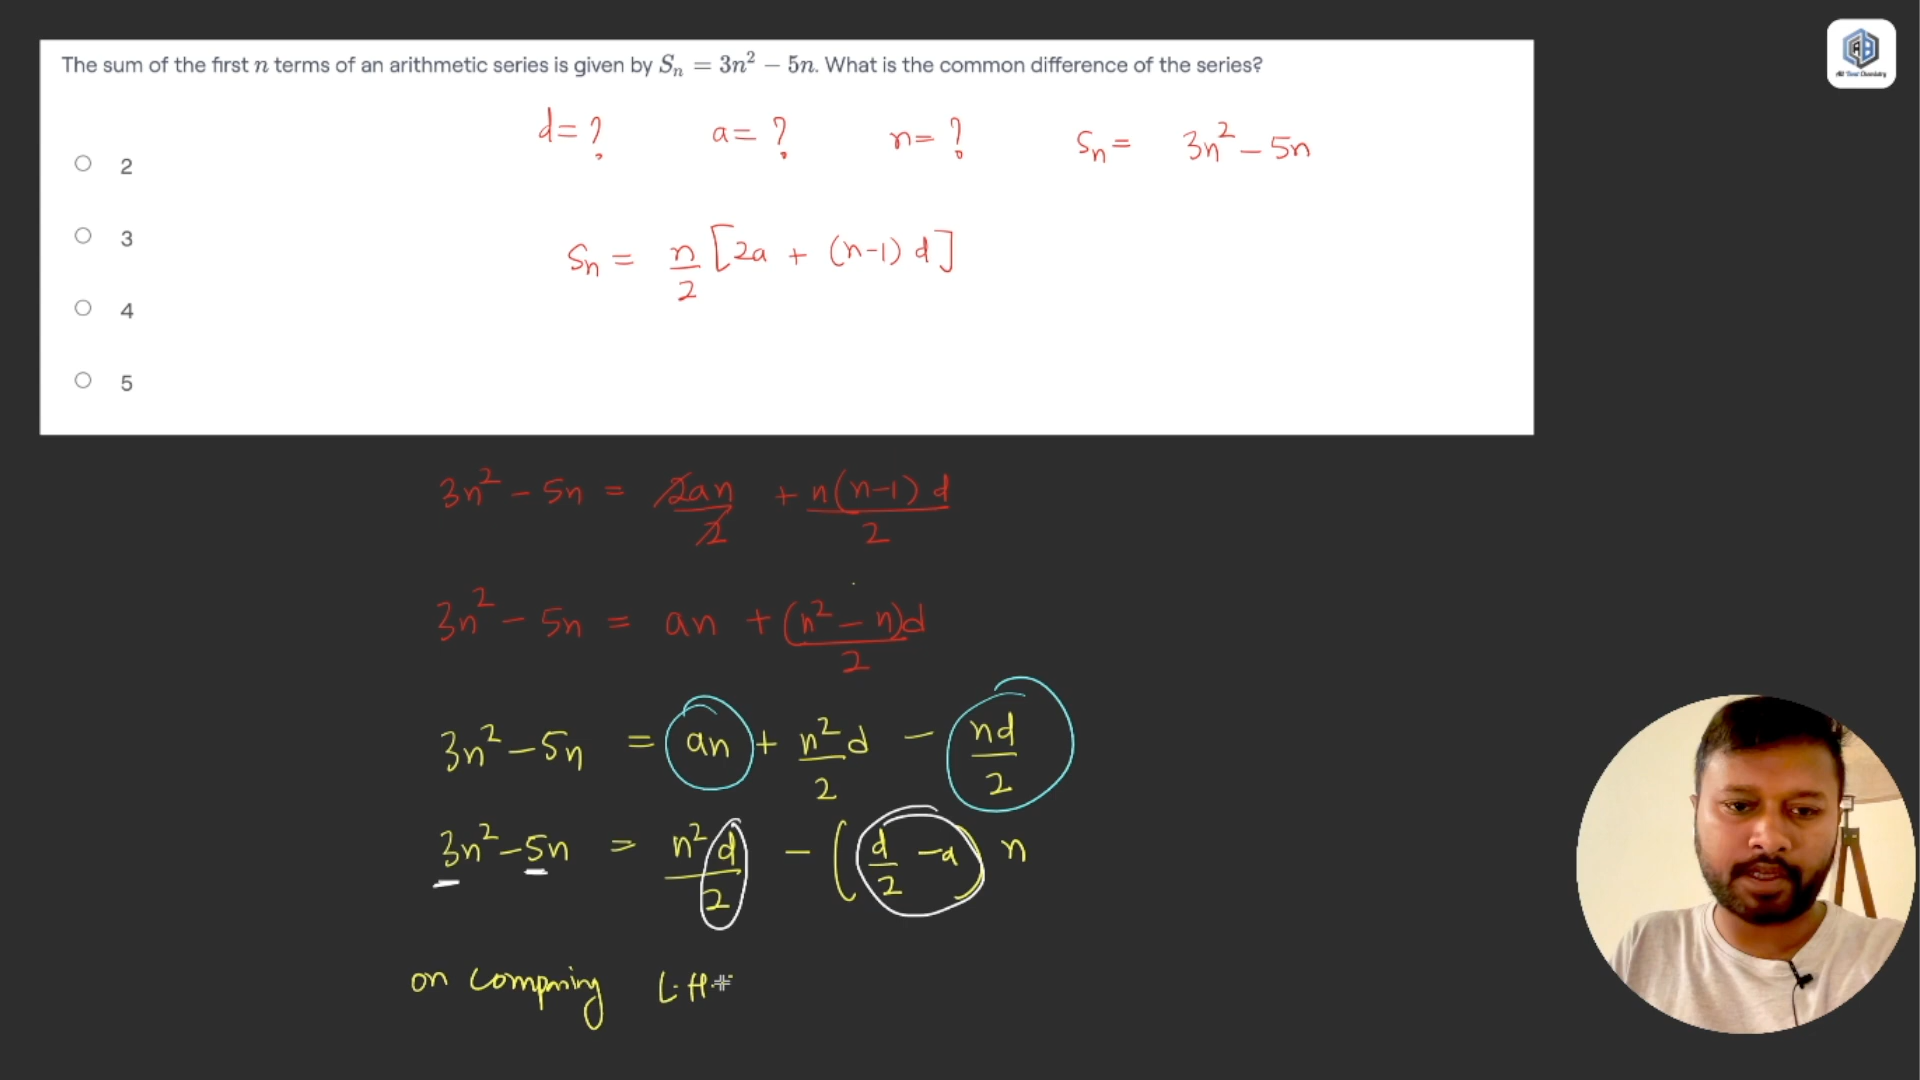 The sum of the first n terms of an arithmetic series is given by Sₙ = 3n² − 5n. What is the common difference of the series?
d = ? a = ? n = ? Sₙ = 3n² − 5n
2
3
Sₙ = n/2 [2a + (n-1) d]
4
5
3n² − 5n = 2an/2 + n(n-1) d/2
3n² − 5n = an + (n² − n)d/2
3n² − 5n = an + n²d/2 − nd/2
3n² − 5n = n²d/2 − (d/2 − a) n
on comparing L.H.
All Bout Chemistry